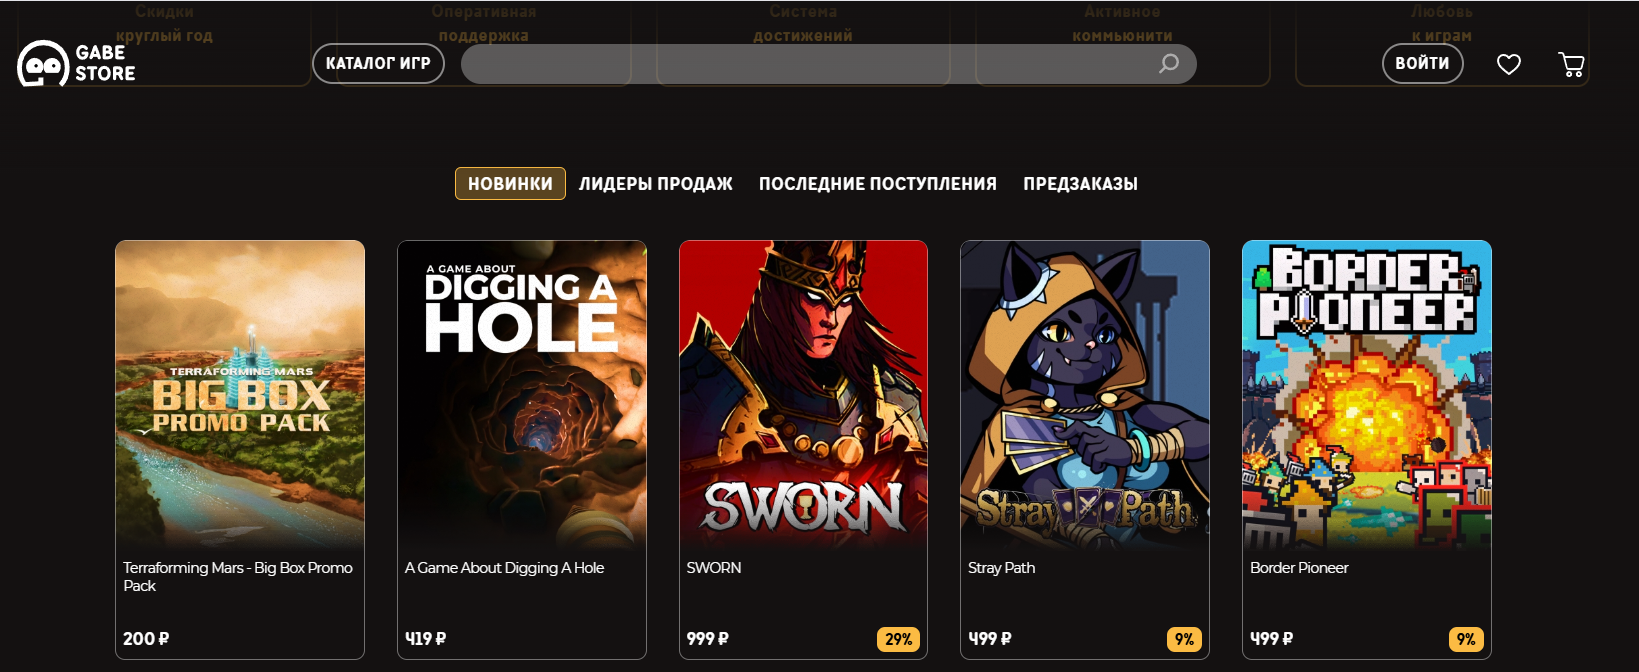 Скидки
круглый год
Оперативная
поддержка
Система
достижений
Активное
коммьюнити
Любовь
к играм
GABE
STORE
КАТАЛОГ ИГР
ВОЙТИ
НОВИНКИ
ЛИДЕРЫ ПРОДАЖ
ПОСЛЕДНИЕ ПОСТУПЛЕНИЯ
ПРЕДЗАКАЗЫ
TERRAFORMING MARS
BIG BOX
PROMO PACK
Terraforming Mars - Big Box Promo
Pack
200 ₽
A GAME ABOUT
DIGGING A
HOLE
A Game About Digging A Hole
419 ₽
SWORN
SWORN
999 ₽
29%
Stray Path
Stray Path
499 ₽
9%
BORDER
PIONEER
Border Pioneer
499 ₽
9%